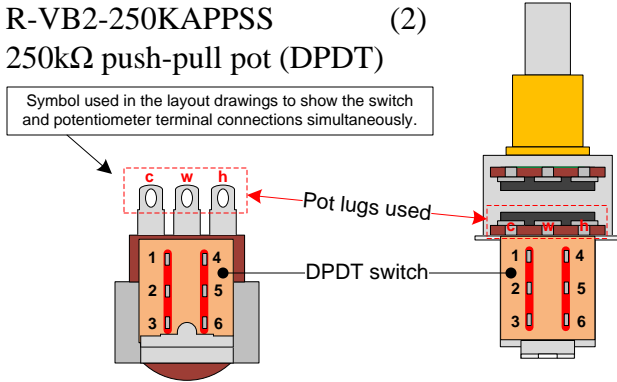 R-VB2-250KAPPSS (2)
250kΩ push-pull pot (DPDT)
Symbol used in the layout drawings to show the switch
and potentiometer terminal connections simultaneously.
c w h
Pot lugs used
c w h
1 4
2 5
3 6
DPDT switch
1 4
2 5
3 6